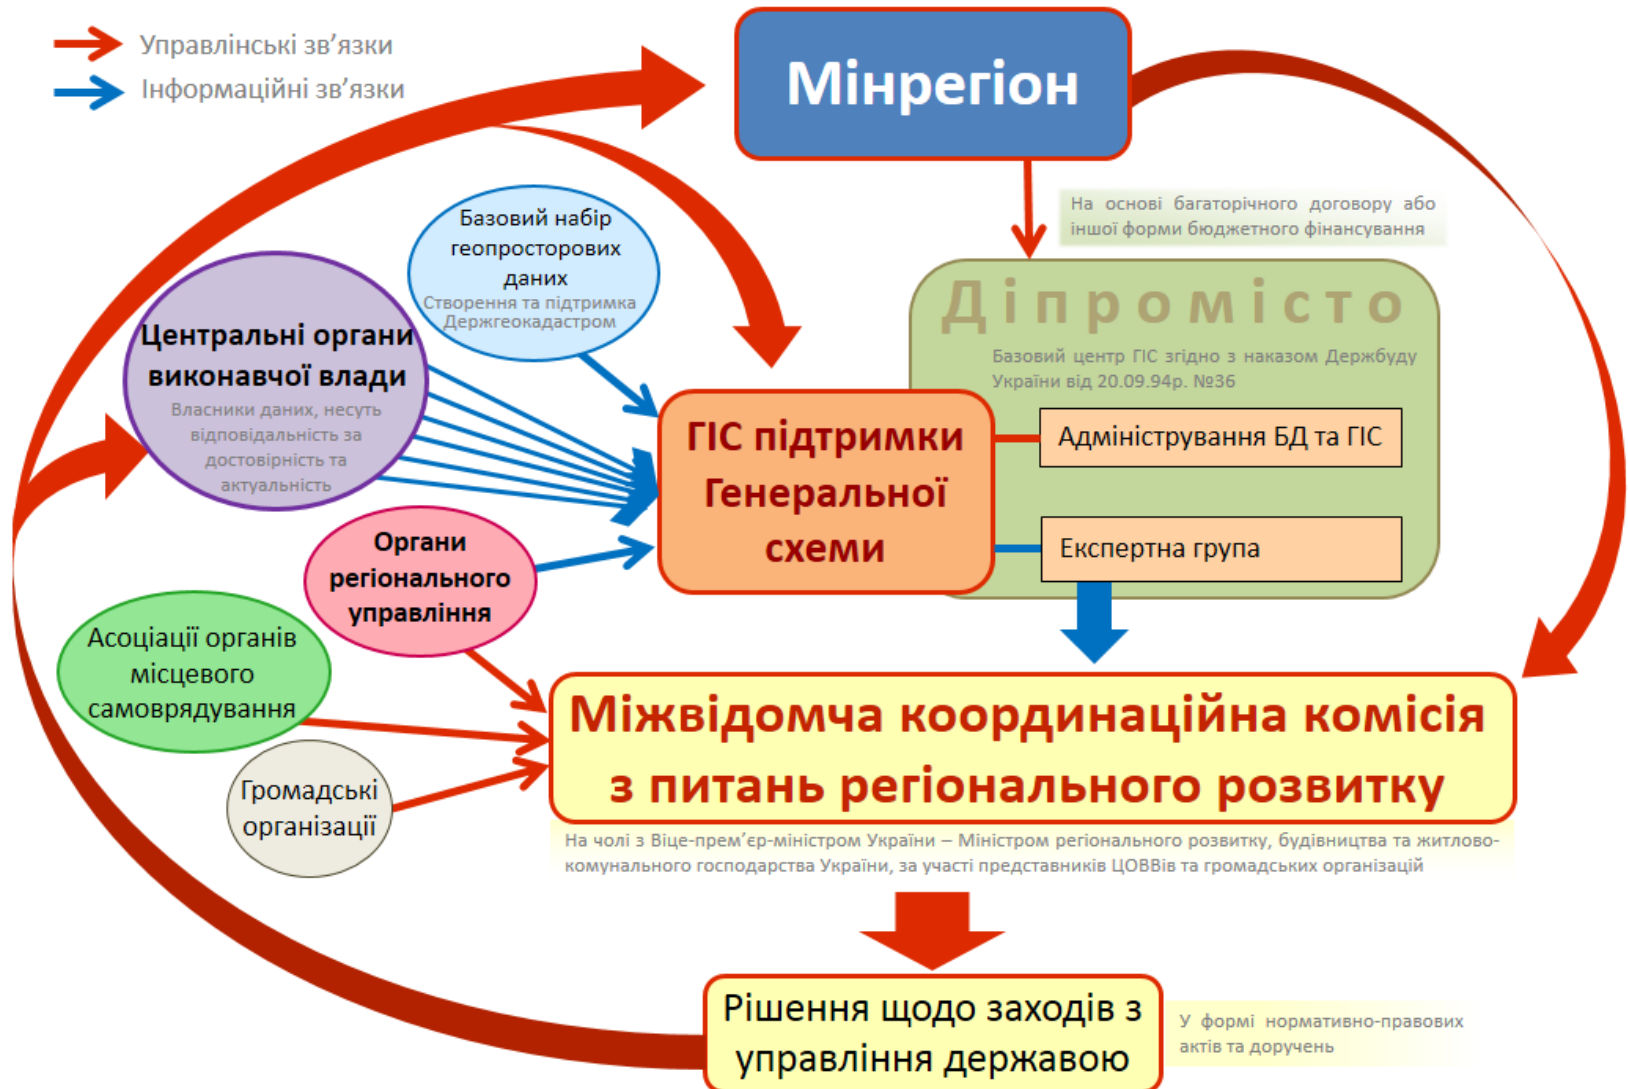 Управлінські зв’язки
Інформаційні зв’язки
Мінрегіон
На основі багаторічного договору або
іншої форми бюджетного фінансування
Базовий набір
геопросторових
даних
Створення та підтримка
Держгеокадастром
Центральні органи
виконавчої влади
Власники даних, несуть
відповідальність за
достовірність та
актуальність
Діпромісто
Базовий центр ГІС згідно з наказом Держбуду
України від 20.09.94р. №36
ГІС підтримки
Генеральної
схеми
Адміністрування БД та ГІС
Експертна група
Органи
регіонального
управління
Асоціації органів
місцевого
самоврядування
Громадські
організації
Міжвідомча координаційна комісія
з питань регіонального розвитку
На чолі з Віце-прем’єр-міністром України – Міністром регіонального розвитку, будівництва та житлово-
комунального господарства України, за участі представників ЦОВВів та громадських організацій
Рішення щодо заходів з
управління державою
У формі нормативно-правових
актів та доручень